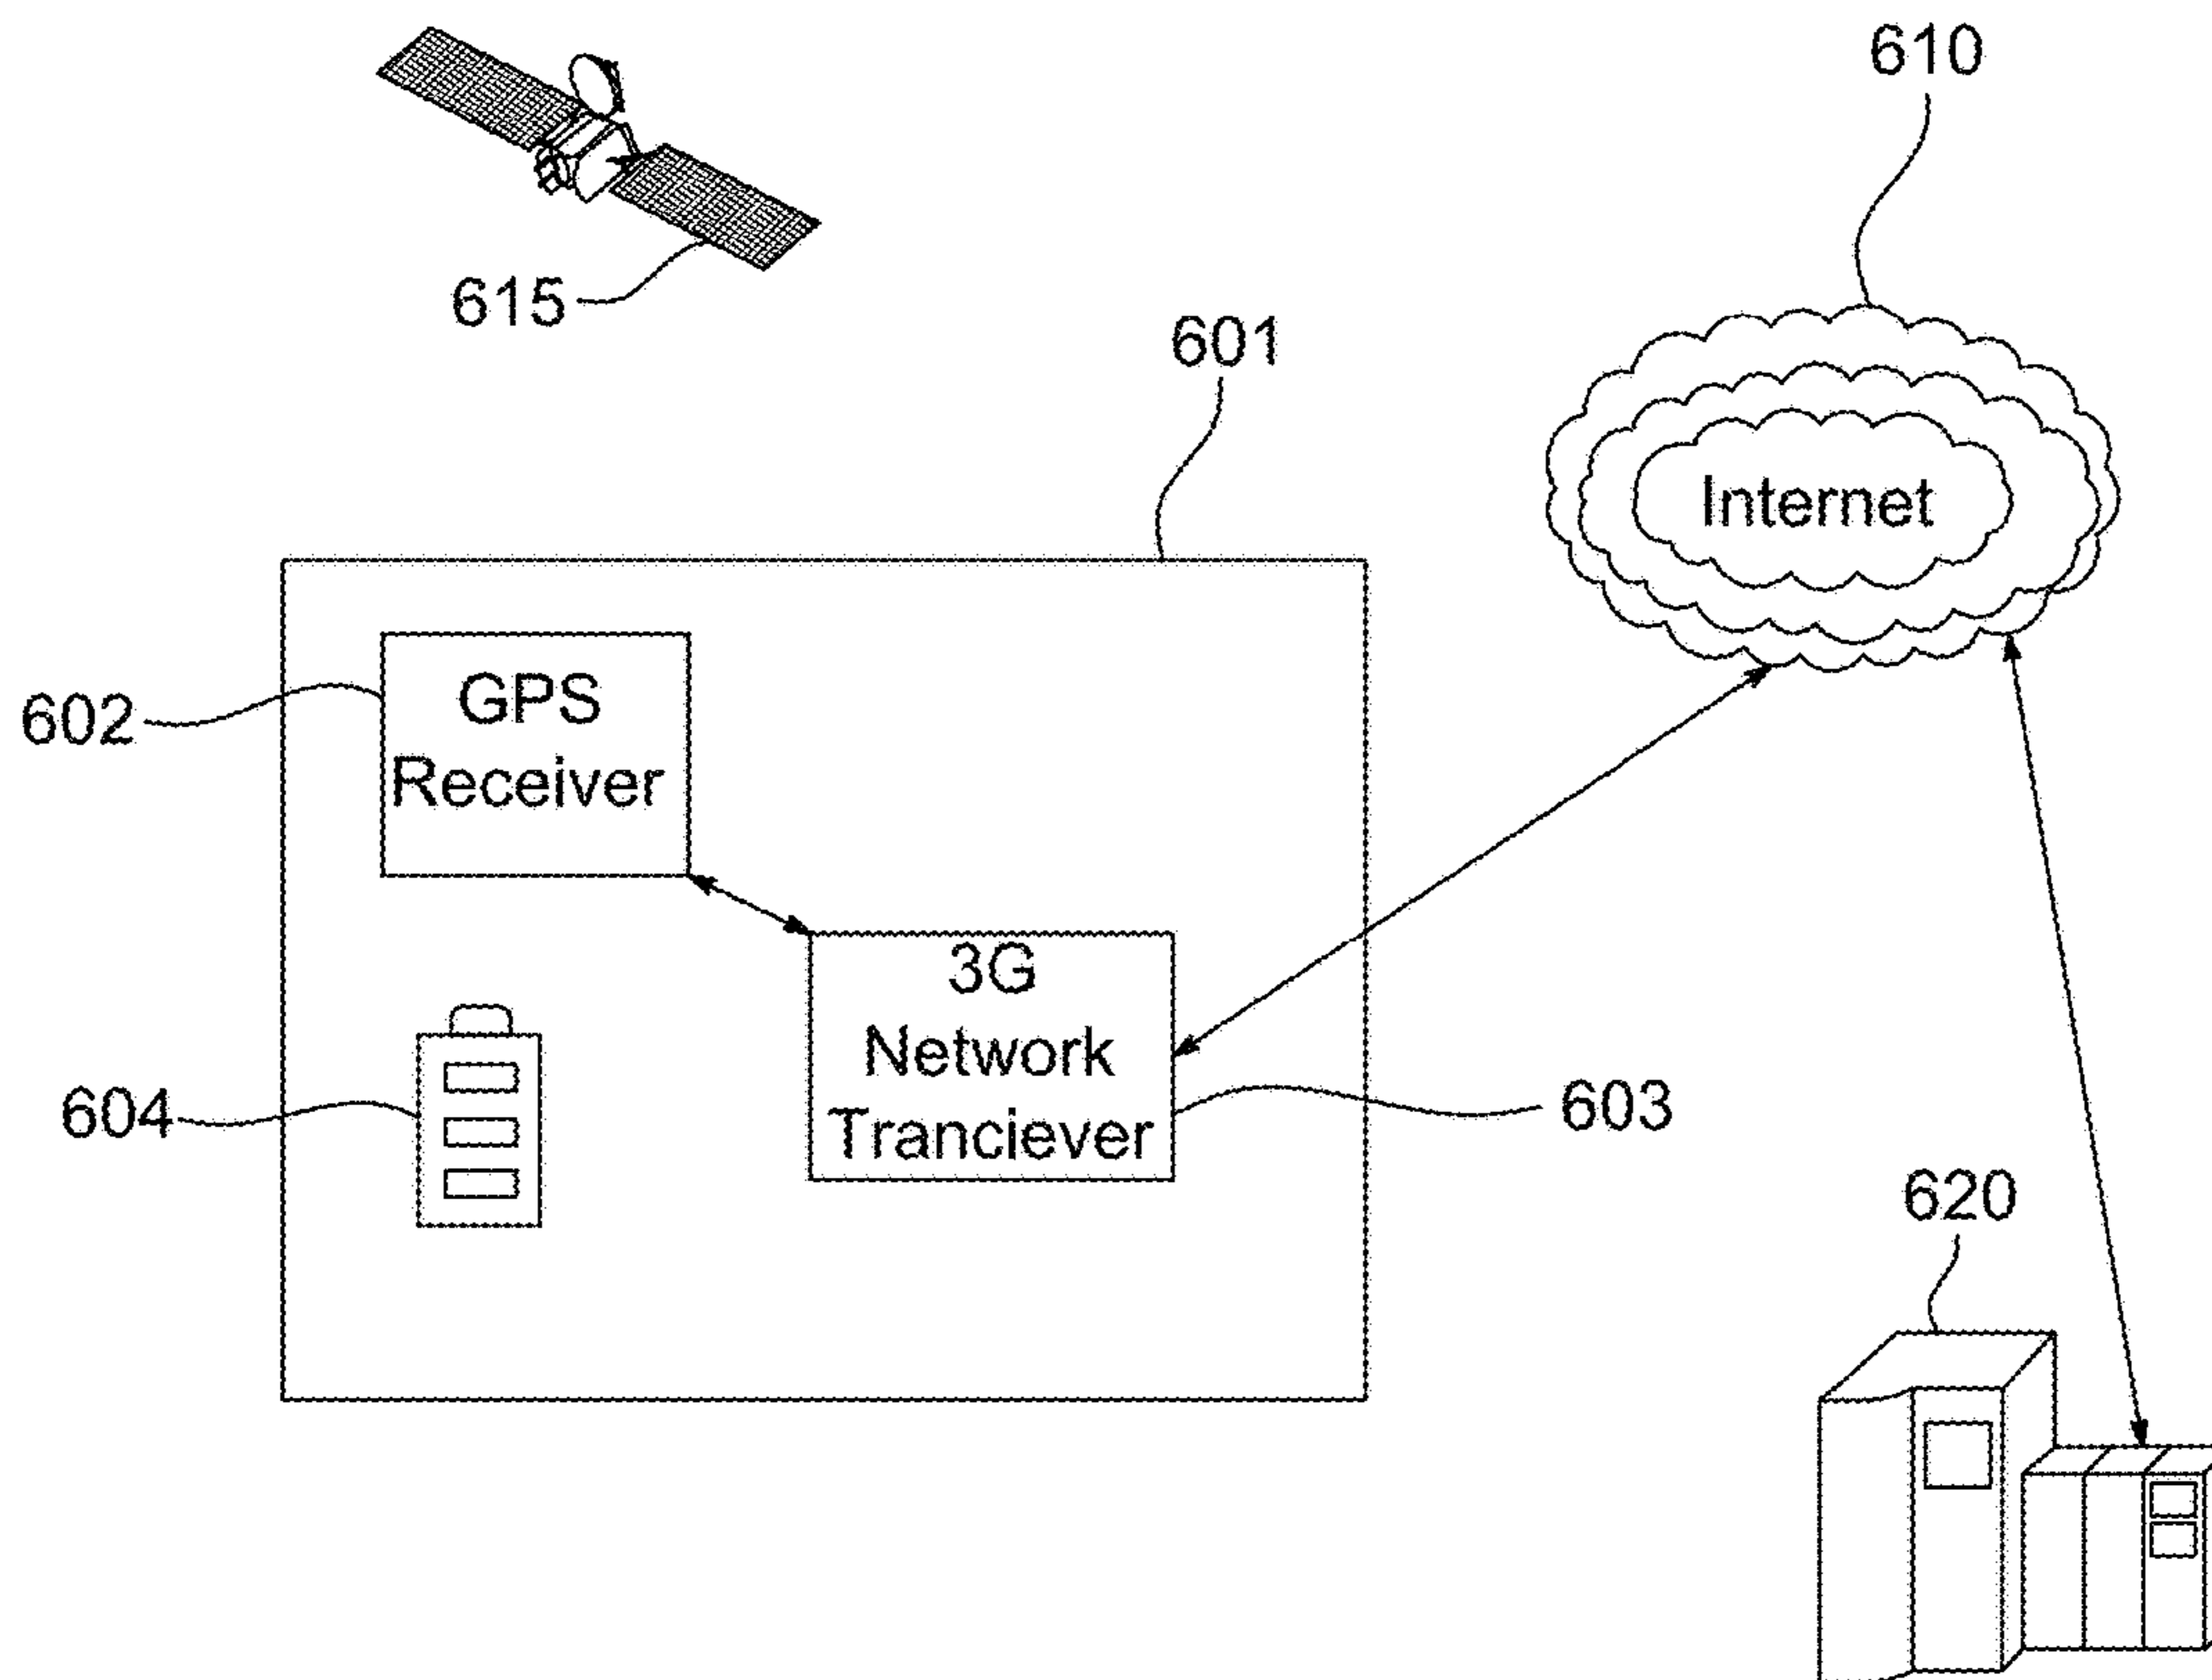 610
615
601
Internet
602
GPS
Receiver
3G
Network
Tranciever
604
603
620